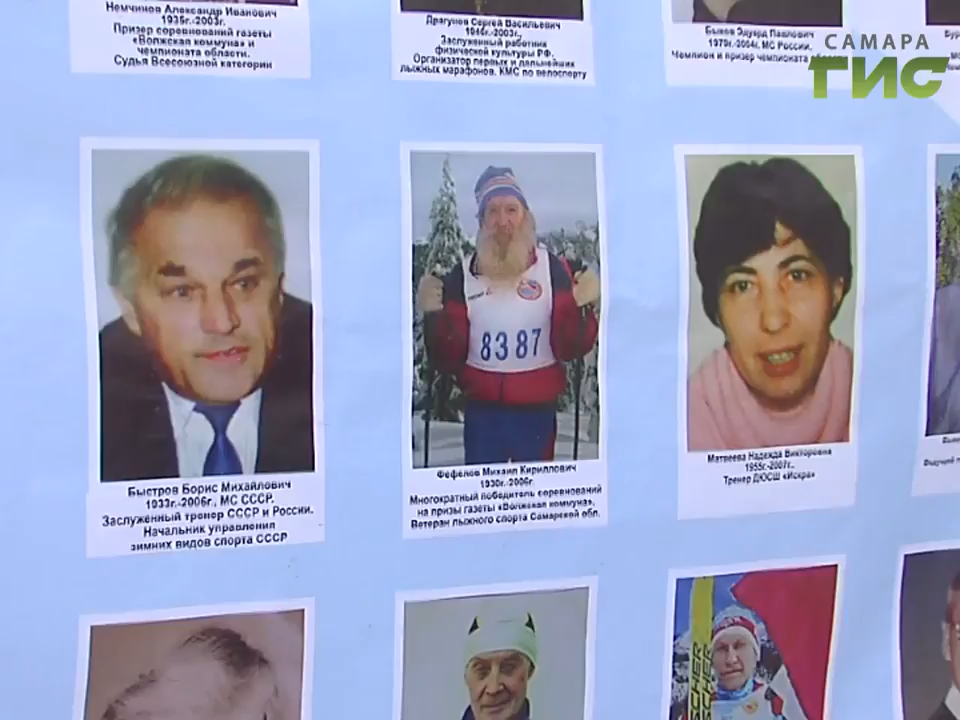 Немчинов Александр Иванович
1935г.-2003г.
Призер соревнований газеты
«Волжская коммуна» и
чемпионата области.
Судья Всесоюзной категории
Драгунов Сергей Васильевич
1946г.-2003г.
Заслуженный работник
физической культуры РФ.
Организатор первых и дальнейших
лыжных марафонов. КМС по велоспорту
Быков Эдуард Павлович
1979г.-2004г. МС России.
Чемпион и призер чемпионата
САМАРА
ГИС
8387
Быстров Борис Михайлович
1933г.-2006г., МС СССР.
Заслуженный тренер СССР и России.
Начальник управления
зимних видов спорта СССР
Фефелов Михаил Кириллович
1930г.-2006г.
Многократный победитель соревнований
на призы газеты «Волжская коммуна»,
Ветеран лыжного спорта Самарской обл.
Матвеева Надежда Викторовна
1955г.-2007г.
Тренер ДЮСШ «Искра»
SCHER
SCHER